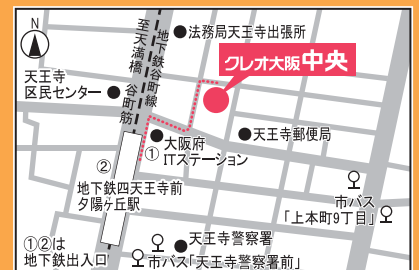 N
至天満橋
地下鉄谷町線
谷町筋
法務局天王寺出張所
クレオ大阪中央
天王寺
区民センター
①
大阪府
ITステーション
天王寺郵便局
②
地下鉄四天王寺前
夕陽ヶ丘駅
市バス
「上本町9丁目」
①②は
地下鉄出入口
天王寺警察署
市バス「天王寺警察署前」